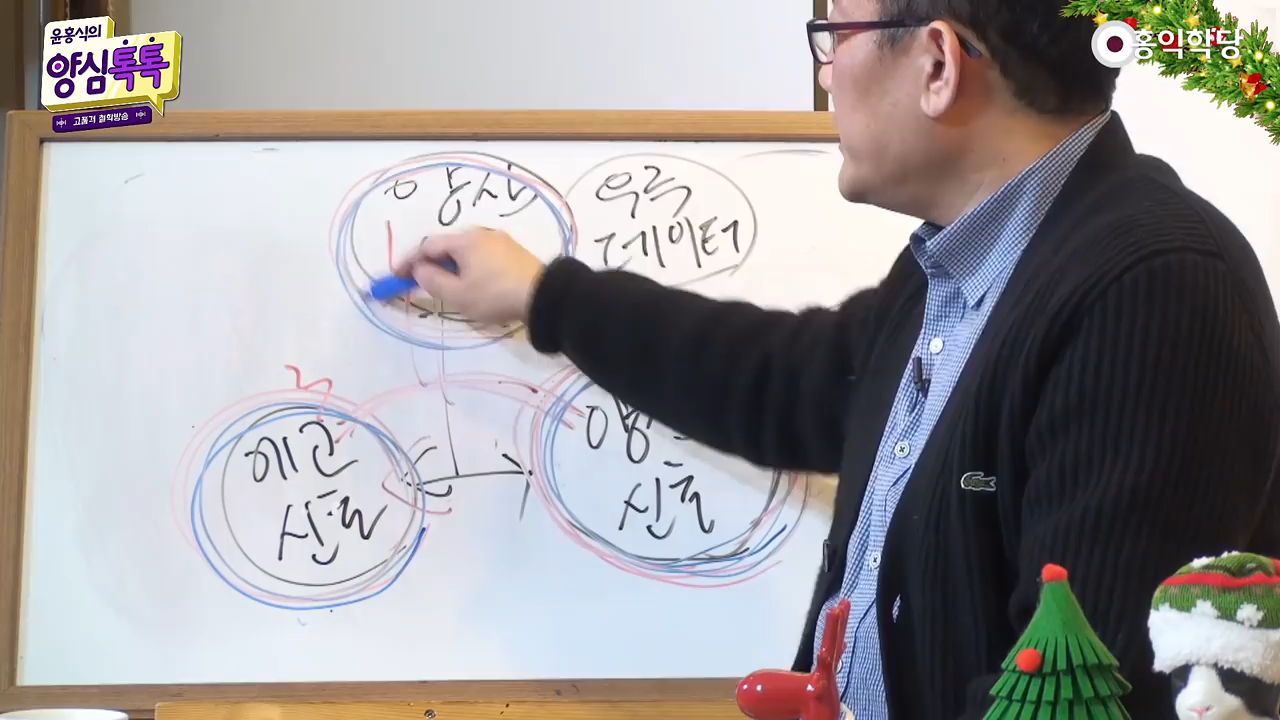 윤홍식의
양심톡톡
고품격 철학방송
홍익학당
양심
우주
데이터
에고
신호
양심
신호